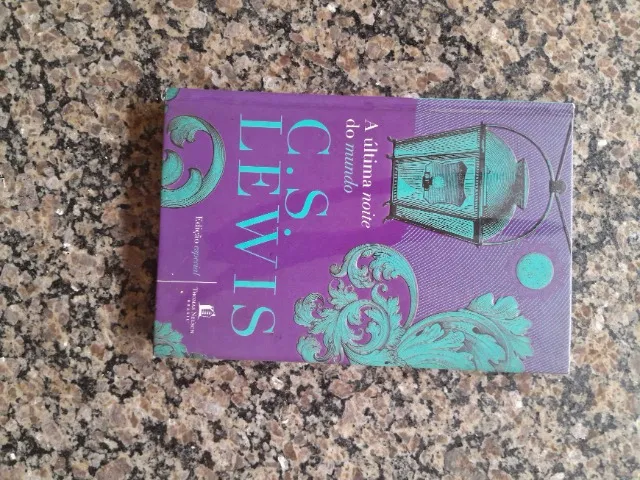 A última noite
do mundo
C.S.
LEWIS
Edição especial
Thomas Nelson
BRASIL